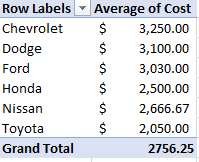 Row Labels Average of Cost
Chevrolet $ 3,250.00
Dodge $ 3,100.00
Ford $ 3,030.00
Honda $ 2,500.00
Nissan $ 2,666.67
Toyota $ 2,050.00
Grand Total 2756.25